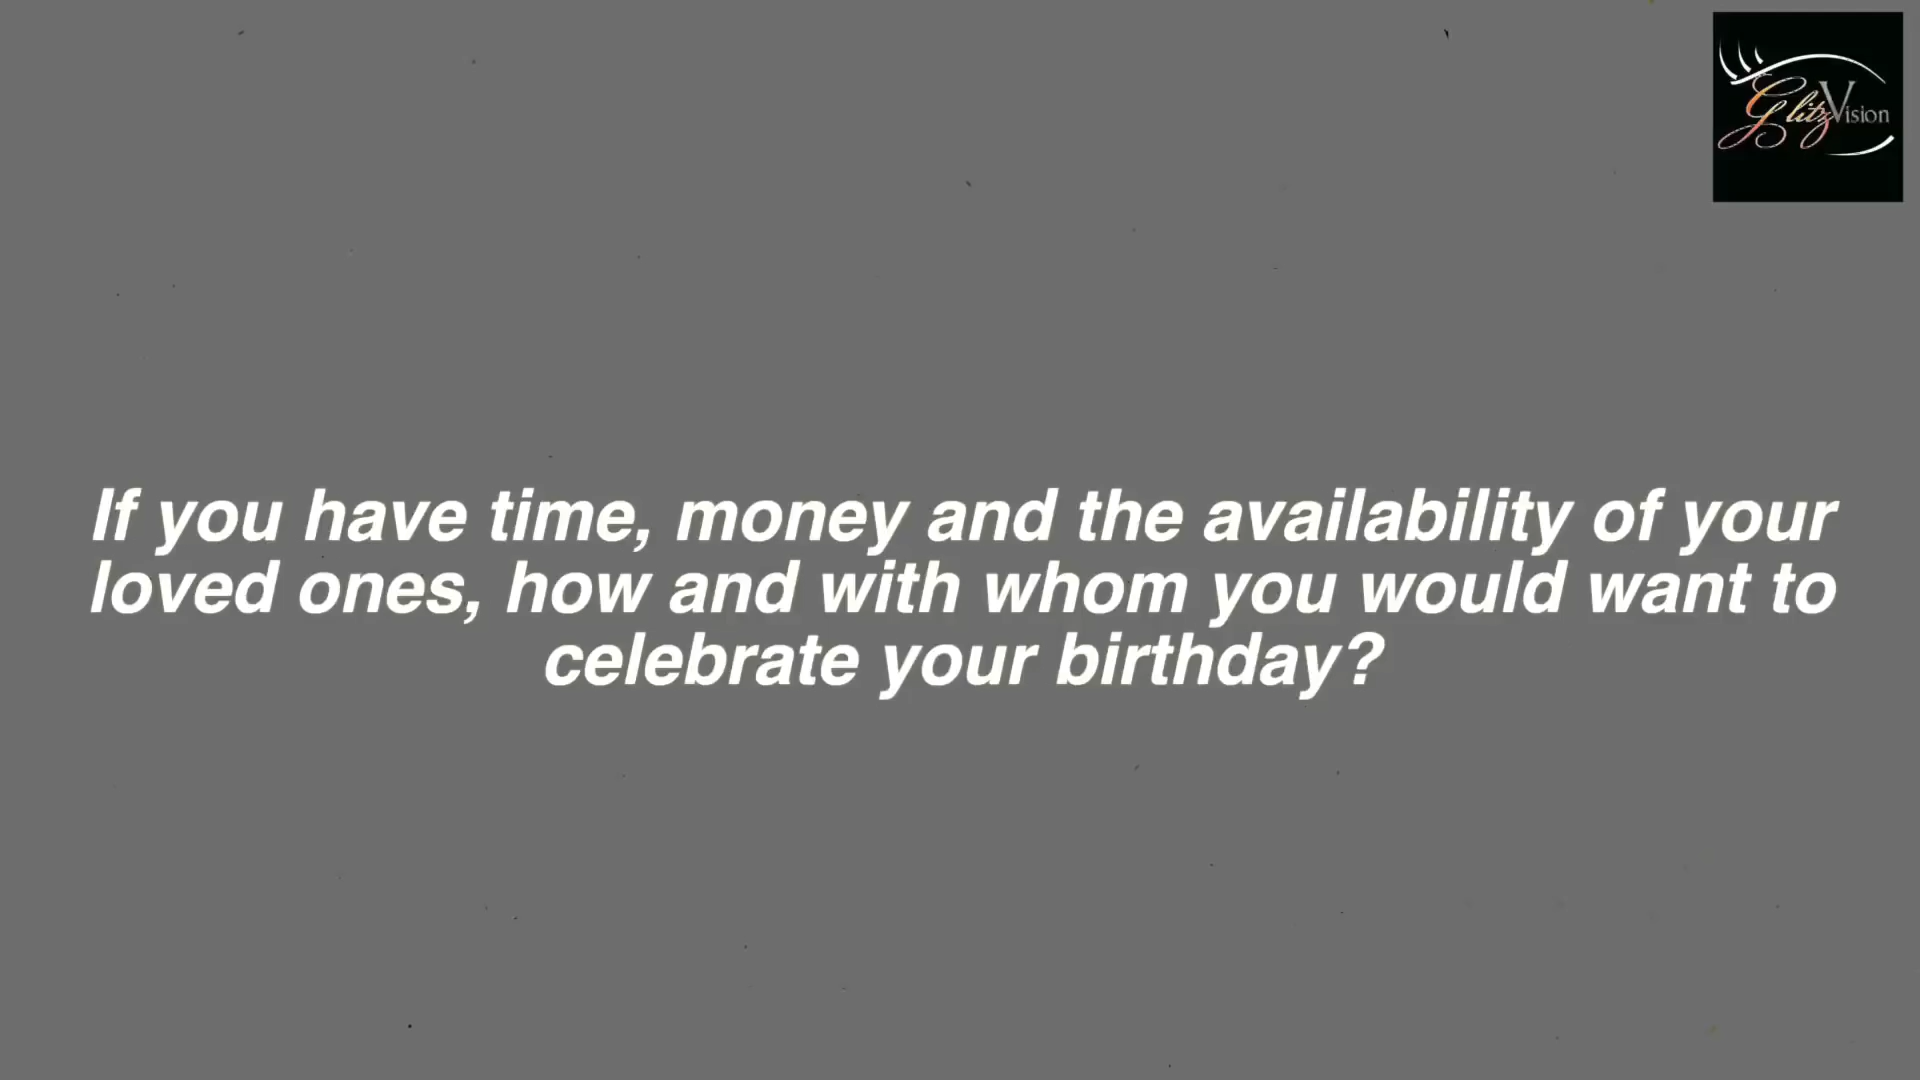 GlitzVision
If you have time, money and the availability of your
loved ones, how and with whom you would want to
celebrate your birthday?